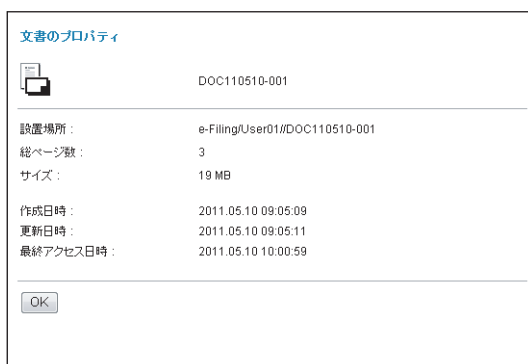 文書のプロパティ
DOC110510-001
設置場所 : e-Filing/User01//DOC110510-001
総ページ数 : 3
サイズ : 19 MB
作成日時 : 2011.05.10 09:05:09
更新日時 : 2011.05.10 09:05:11
最終アクセス日時 : 2011.05.10 10:00:59
OK